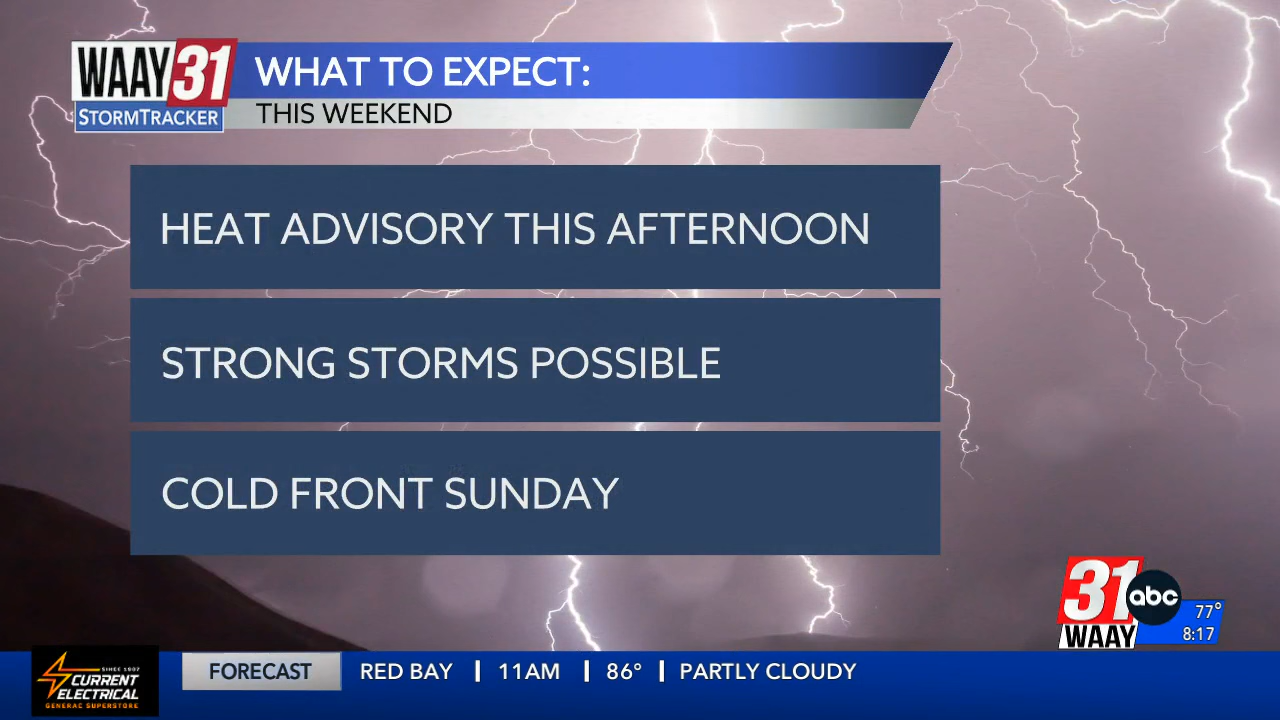 WAAY 31
STORMTRACKER
WHAT TO EXPECT:
THIS WEEKEND
HEAT ADVISORY THIS AFTERNOON
STRONG STORMS POSSIBLE
COLD FRONT SUNDAY
31
abc
WAAY
77°
8:17
SINCE 1997
CURRENT
ELECTRICAL
GENERAC SUPERSTORE
FORECAST
RED BAY | 11AM | 86° | PARTLY CLOUDY